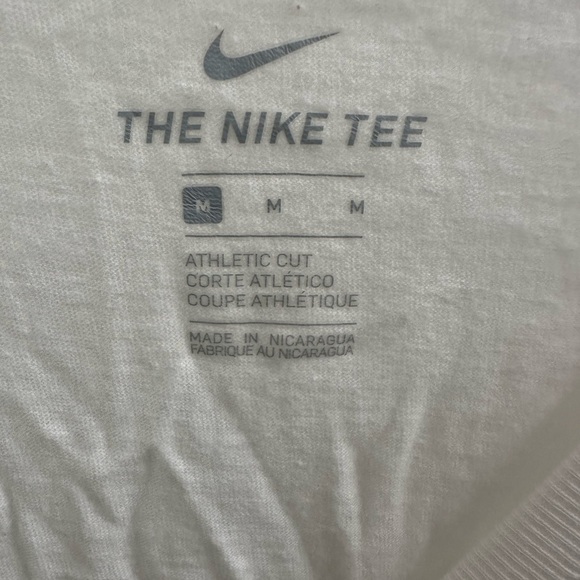 THE NIKE TEE
M M M
ATHLETIC CUT
CORTE ATLÉTICO
COUPE ATHLÉTIQUE
MADE IN NICARAGUA
FABRIQUE AU NICARAGUA